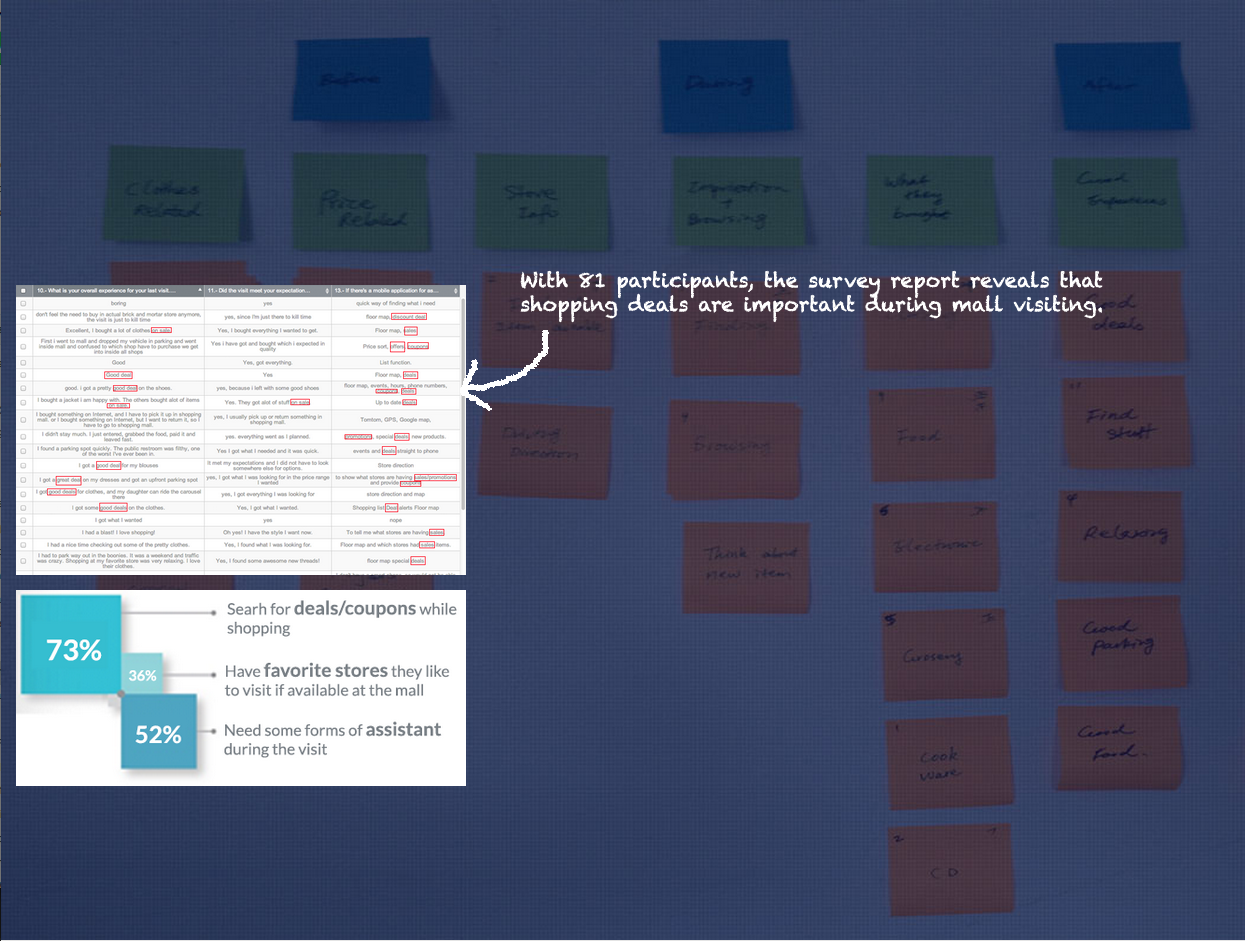 Before
During
After
Clothes
Related
Price
Related
Store
Info
Inspiration
+
Browsing
What
they
bought
Good
With 81 participants, the survey report reveals that
shopping deals are important during mall visiting.
Good
deals
Find
Stuff
Browsing
Food
Direction
Relaxing
Think about
new item
Electronic
Good
Parking
Grocery
Good
Food
Cook
Ware
CD
10.- What is your overall experience for your last visit.... 11.- Did the visit meet your expectation... 13.- If there's a mobile application for as...
boring yes quick way of finding what i need
don't feel the need to buy in actual brick and mortar store anymore, the visit is just to kill time yes, since I'm just there to kill time floor map, discount deal
Excellent, I bought a lot of clothes on sale Yes, I bought everything I wanted to get. Floor map, sales
First I went to mall and dropped my vehicle in parking and went inside mall and confused to which shop have to purchase we get into inside all shops Yes i have got and bought which i expected in quality Price sort, offers, coupons
Good Yes, got everything List function.
Good deal Yes Floor map, deals
good. i got a pretty good deal on the shoes. yes, because i left with some good shoes floor map, events, hours, phone numbers, coupons, deals
I bought a jacket i am happy with. The others bought alot of items on sale. Yes. They got alot of stuff on sale Up to date deals
I bought something on Internet, and I have to pick it up in shopping mall. or I bought something on Internet, but I want to return it, so I have to go to shopping mall. yes, I usually pick up or return something in shopping mall. Tomtom, GPS, Google map,
I didn't stay much. I just entered, grabbed the food, paid it and leaved fast. yes. everything went as I planned. promotions, special deals, new products.
I found a parking spot quickly. The public restroom was filthy, one of the worst I've ever been in. Yes I got what I needed and it was quick. events and deals straight to phone
I got a good deal for my blouses It met my expectations and I did not have to look somewhere else for options. Store direction
I got a great deal on my dresses and got an upfront parking spot yes, I got what I was looking for in the price range I wanted to show what stores are having sales/promotions and provide coupons
I got good deals for clothes, and my daughter can ride the carousel there yes, I got everything I was looking for store direction and map
I got some good deals on the clothes. Yes, I got what I wanted. Shopping list Deal alerts Floor map
I got what I wanted yes nope
I had a blast! I love shopping! Oh yes! I have the style I want now. To tell me what stores are having sales.
I had a nice time checking out some of the pretty clothes. Yes, I found what I was looking for. Floor map and which stores had sales items.
I had to park way out in the boonies. It was a weekend and traffic was crazy. Shopping at my favorite store was very relaxing. I love their clothes. Yes, I found some awesome new threads! floor map special deals
73%
Searh for deals/coupons while
shopping
36%
Have favorite stores they like
to visit if available at the mall
52%
Need some forms of assistant
during the visit